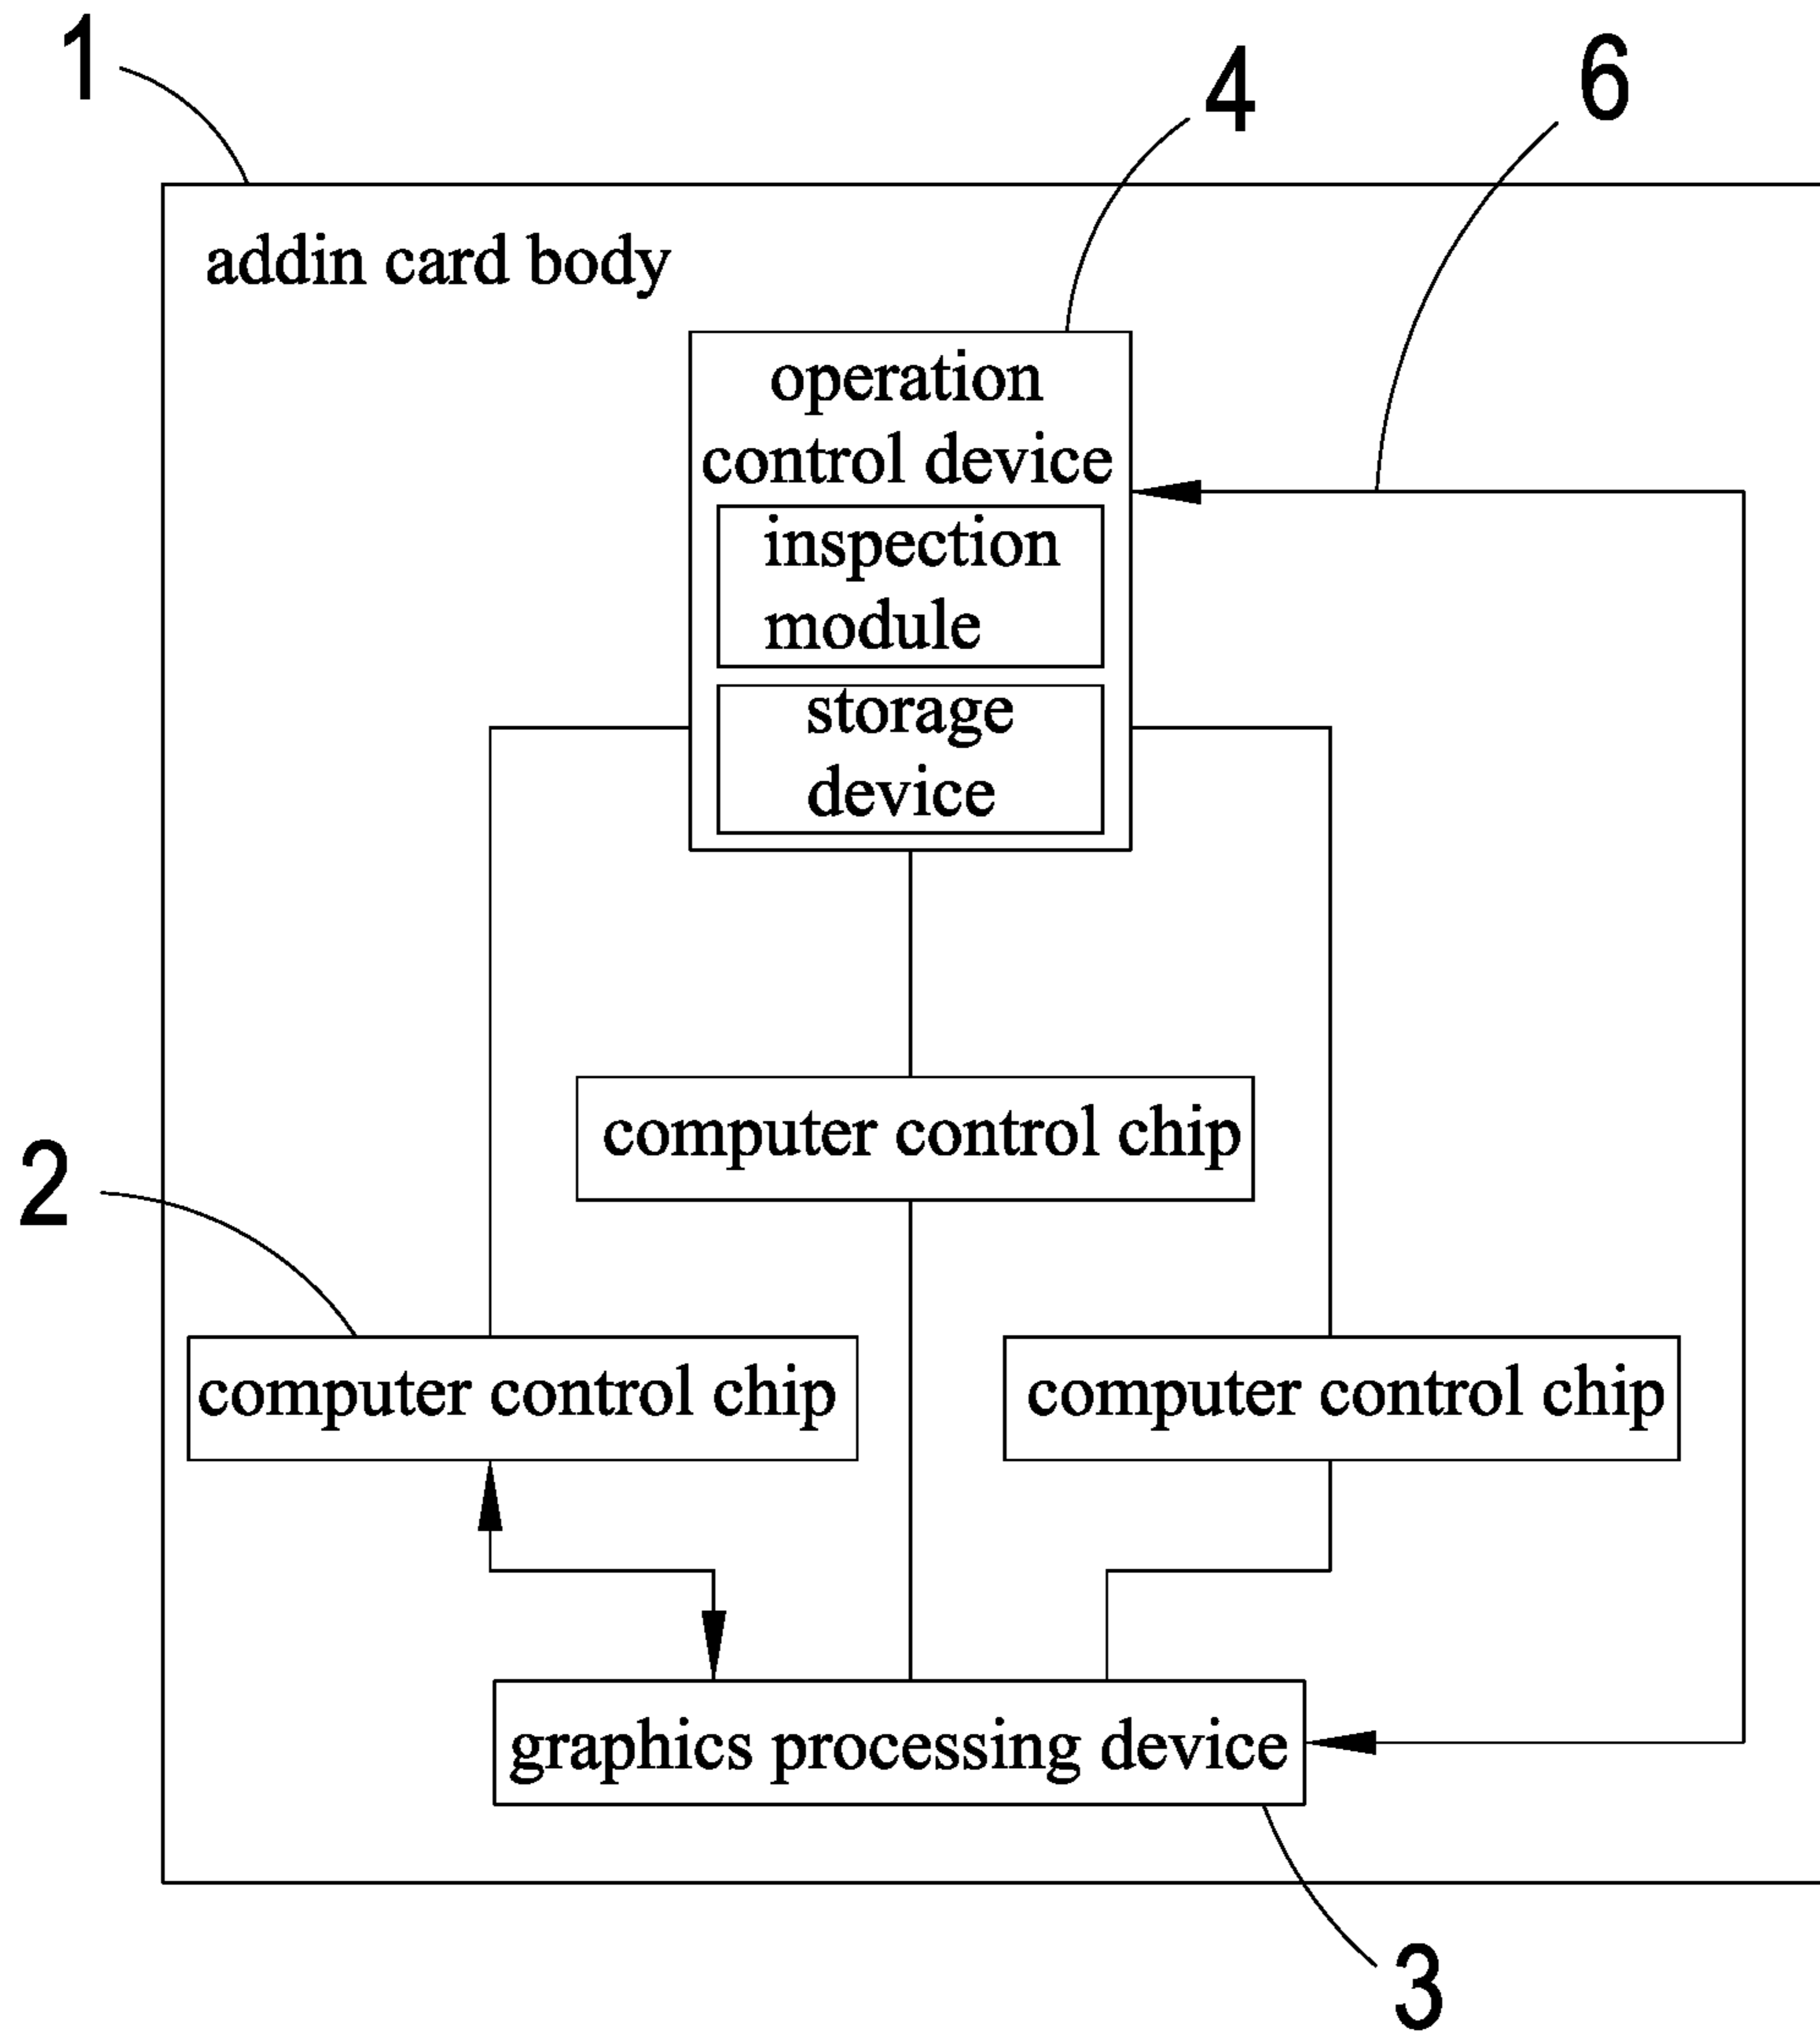 1
4
6
addin card body
operation
control device
inspection
module
storage
device
computer control chip
2
computer control chip
computer control chip
graphics processing device
3